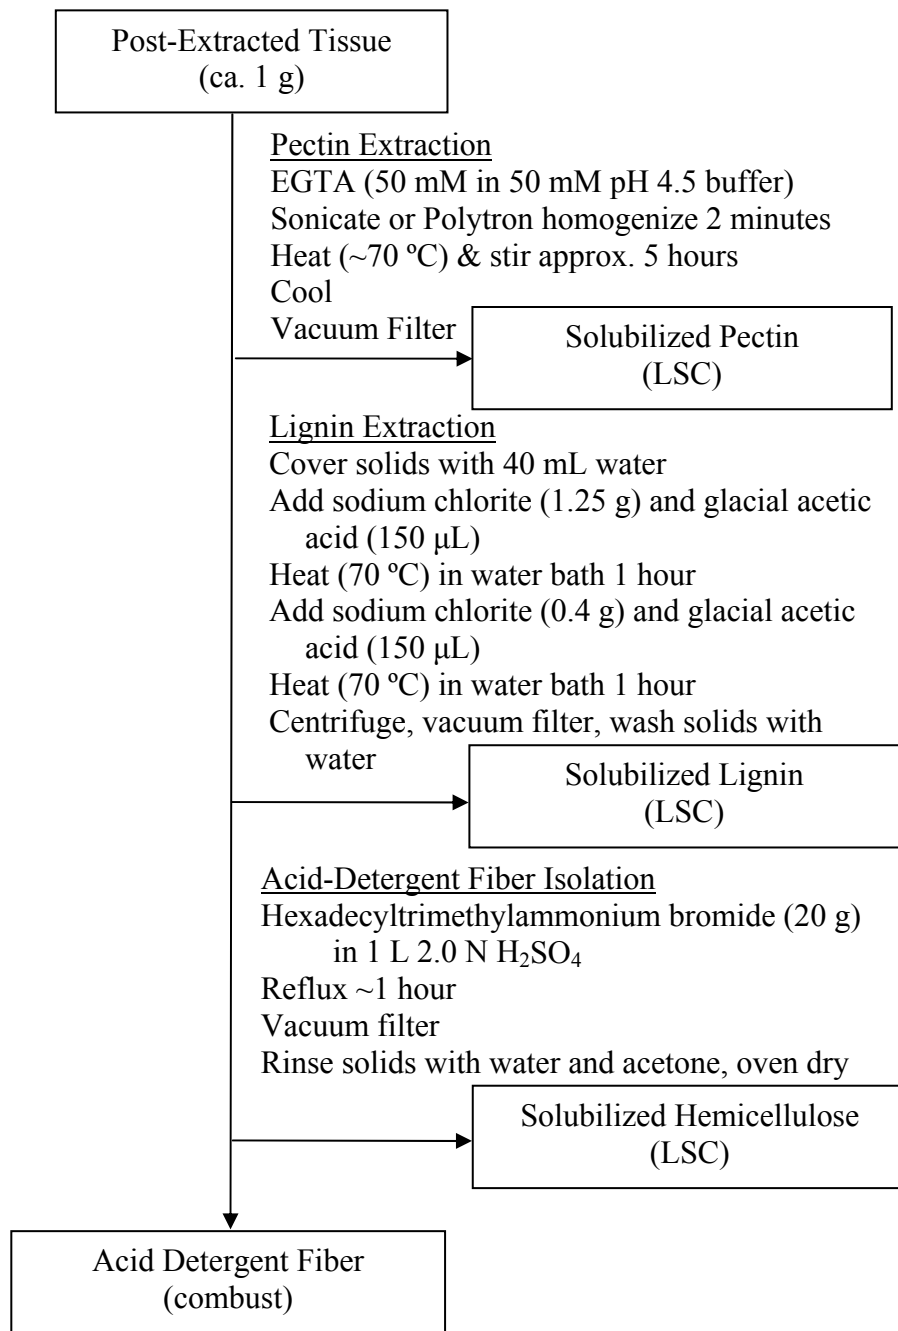 Post-Extracted Tissue
(ca. 1 g)
Pectin Extraction
EGTA (50 mM in 50 mM pH 4.5 buffer)
Sonicate or Polytron homogenize 2 minutes
Heat (~70 ºC) & stir approx. 5 hours
Cool
Vacuum Filter
Solubilized Pectin
(LSC)
Lignin Extraction
Cover solids with 40 mL water
Add sodium chlorite (1.25 g) and glacial acetic
acid (150 μL)
Heat (70 ºC) in water bath 1 hour
Add sodium chlorite (0.4 g) and glacial acetic
acid (150 μL)
Heat (70 ºC) in water bath 1 hour
Centrifuge, vacuum filter, wash solids with
water
Solubilized Lignin
(LSC)
Acid-Detergent Fiber Isolation
Hexadecyltrimethylammonium bromide (20 g)
in 1 L 2.0 N H₂SO₄
Reflux ~1 hour
Vacuum filter
Rinse solids with water and acetone, oven dry
Solubilized Hemicellulose
(LSC)
Acid Detergent Fiber
(combust)